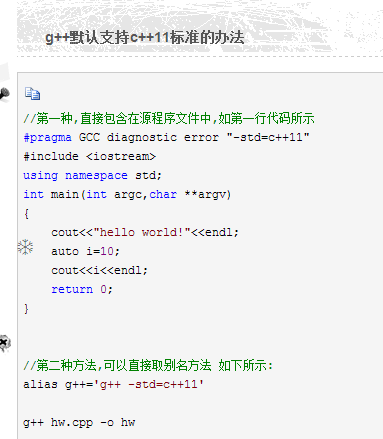 g++默认支持c++11标准的办法
//第一种,直接包含在源程序文件中,如第一行代码所示
#pragma GCC diagnostic error "-std=c++11"
#include <iostream>
using namespace std;
int main(int argc,char **argv)
{
    cout<<"hello world!"<<endl;
    auto i=10;
    cout<<i<<endl;
    return 0;
}
//第二种方法,可以直接取别名方法 如下所示:
alias g++='g++ -std=c++11'
g++ hw.cpp -o hw